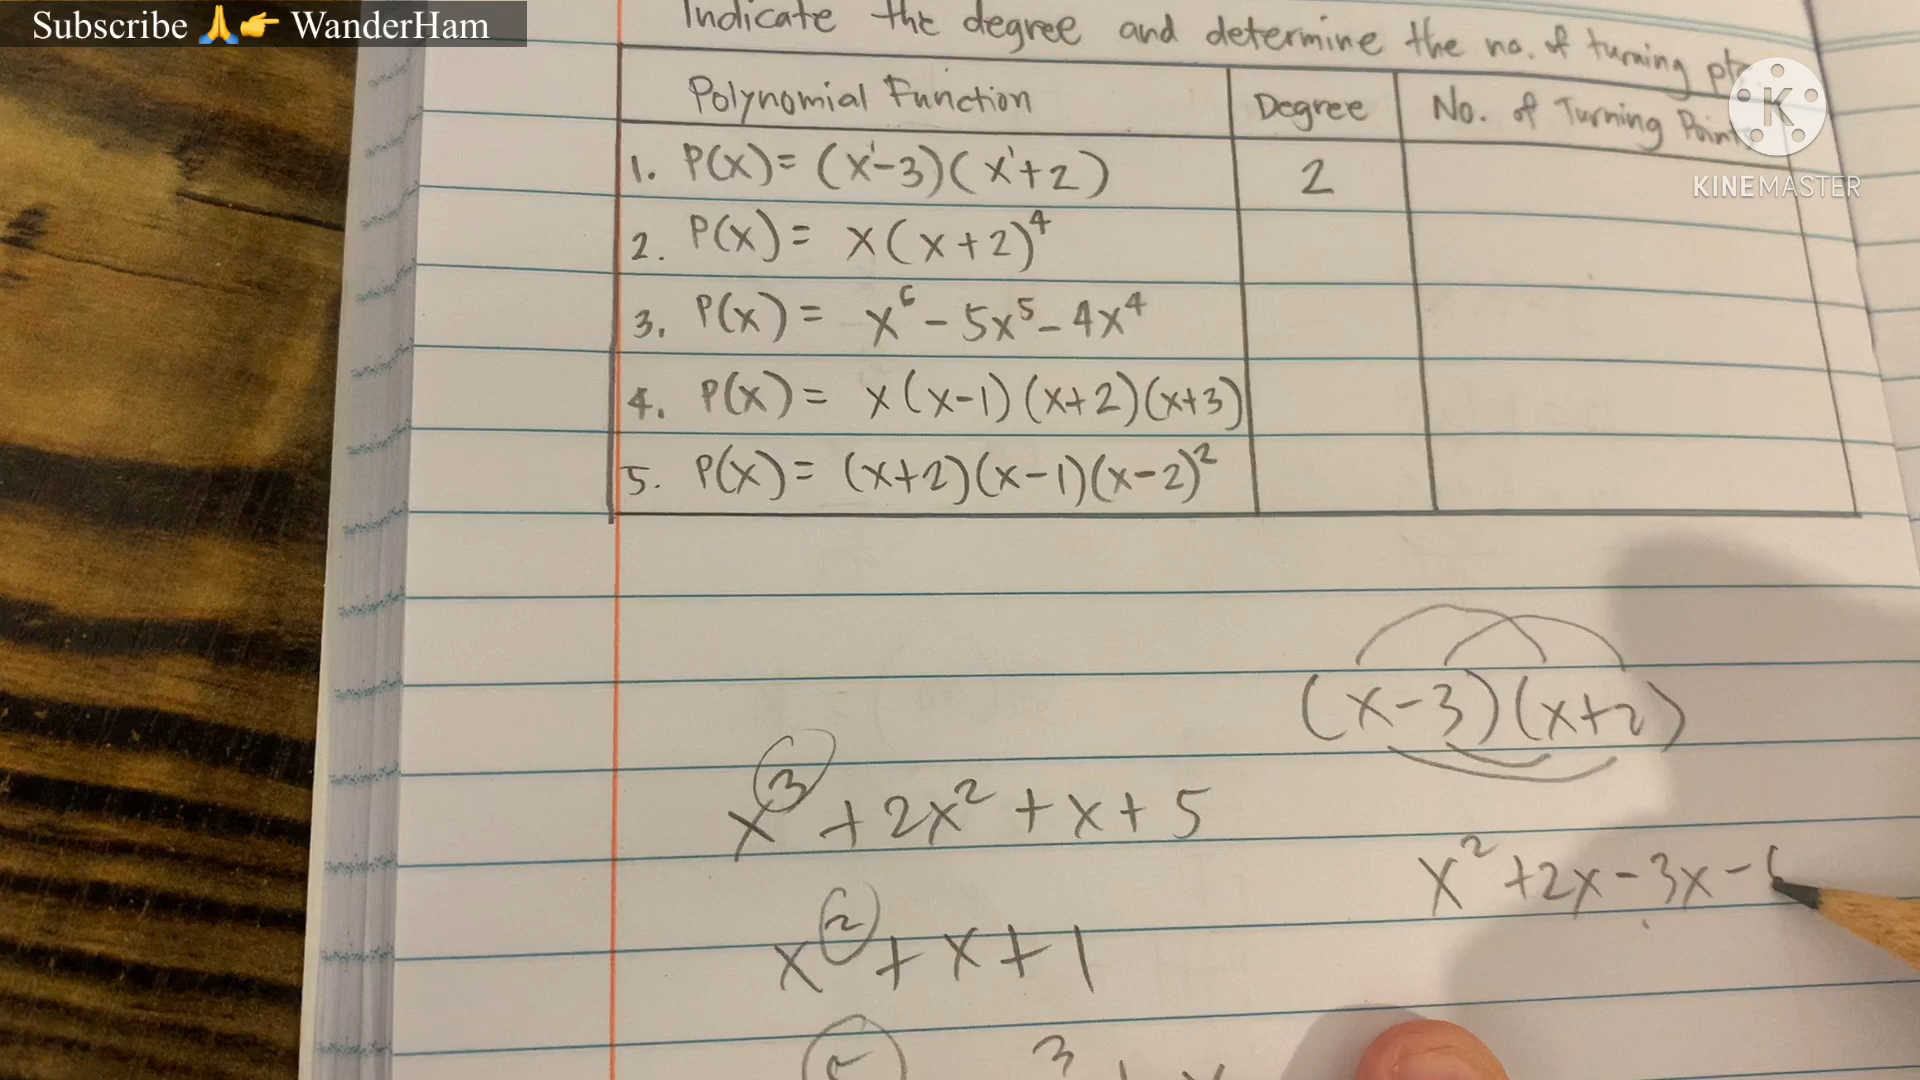 Subscribe 🙏👉 WanderHam
Indicate the degree and determine the no. of turning pts
Polynomial Function Degree No. of Turning Points
KINEMASTER
1. P(x) = (x¹-3)(x¹+2) 2
2. P(x) = x(x+2)⁴
3. P(x) = x⁶ - 5x⁵ - 4x⁴
4. P(x) = x(x-1)(x+2)(x+3)
5. P(x) = (x+2)(x-1)(x-2)²
(x-3)(x+2)
x³ + 2x² + x + 5
x² + 2x - 3x - 6
x² + x + 1
3